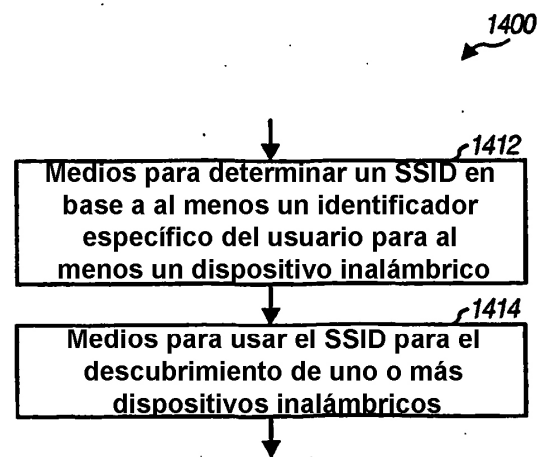 1400
1412
Medios para determinar un SSID en
base a al menos un identificador
específico del usuario para al
menos un dispositivo inalámbrico
1414
Medios para usar el SSID para el
descubrimiento de uno o más
dispositivos inalámbricos